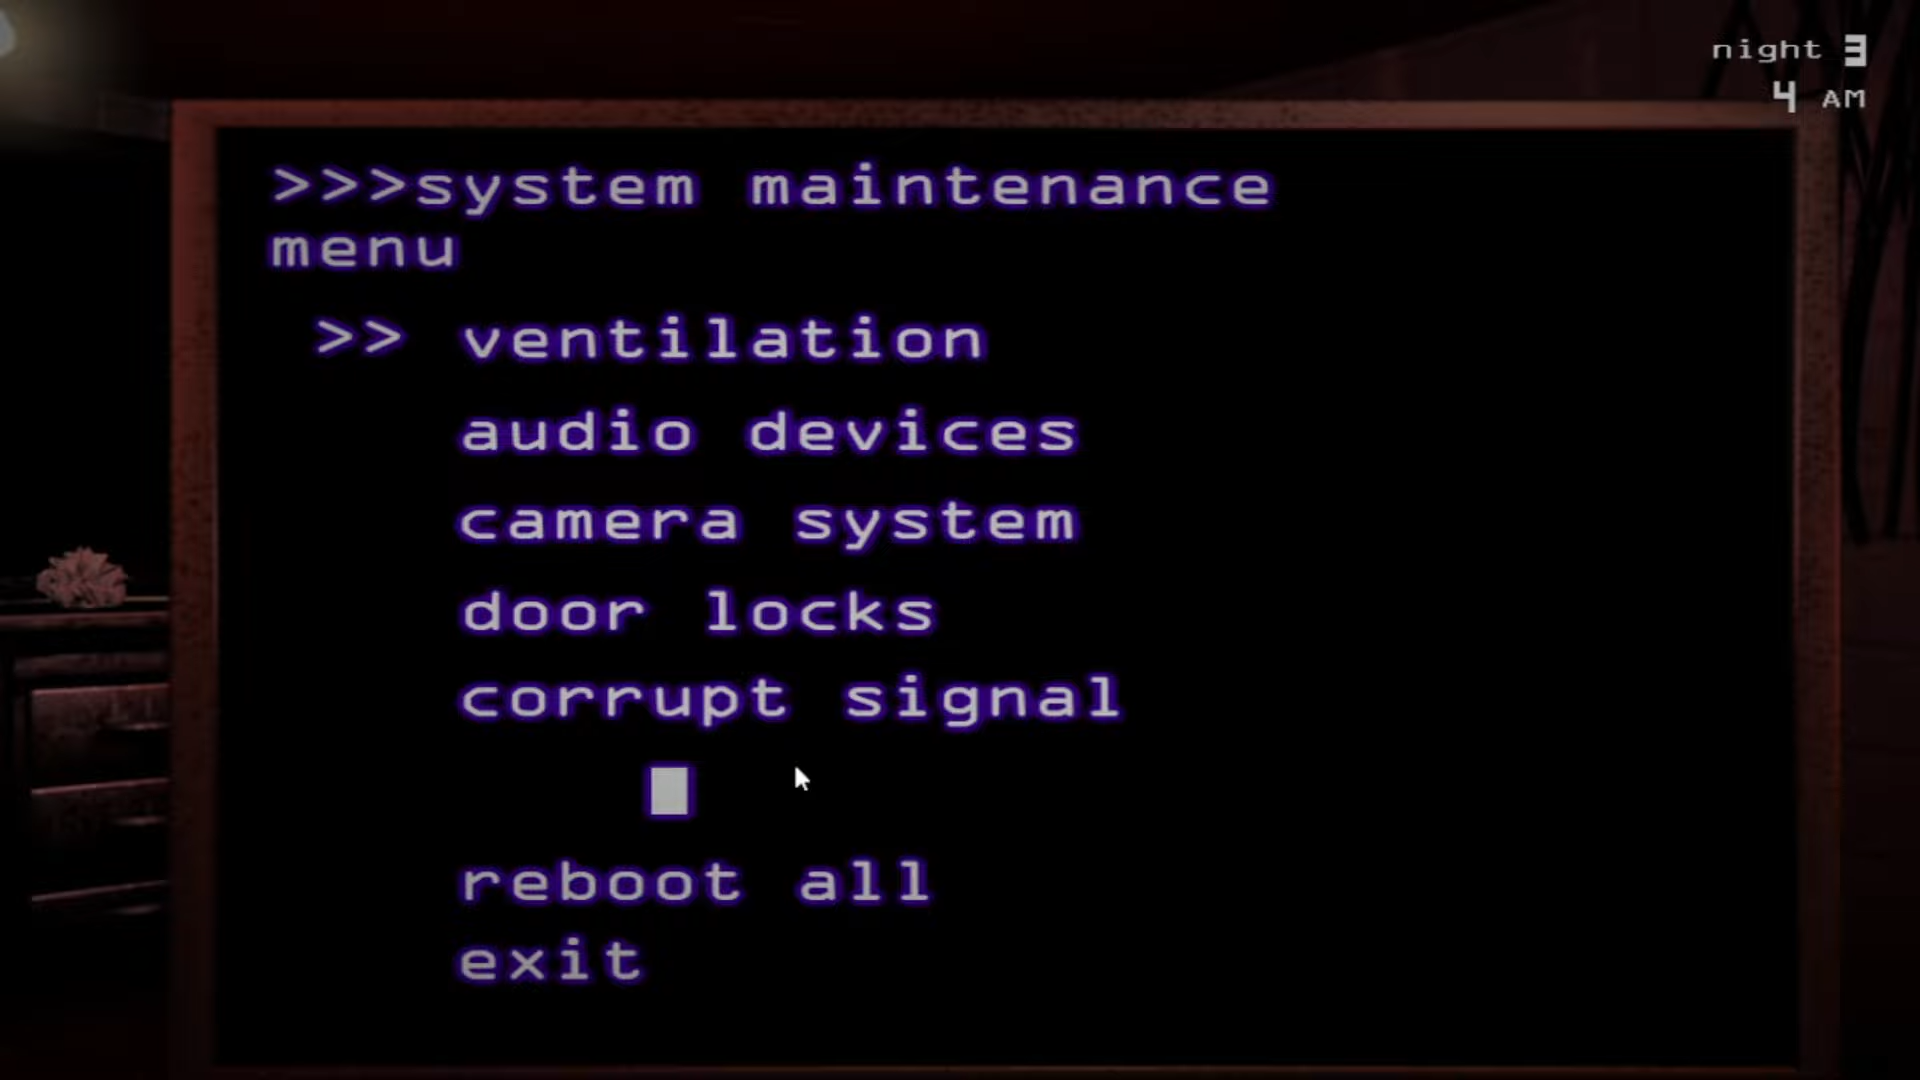 night 3
4 AM
>>>system maintenance
menu
>> ventilation
audio devices
camera system
door locks
corrupt signal
reboot all
exit